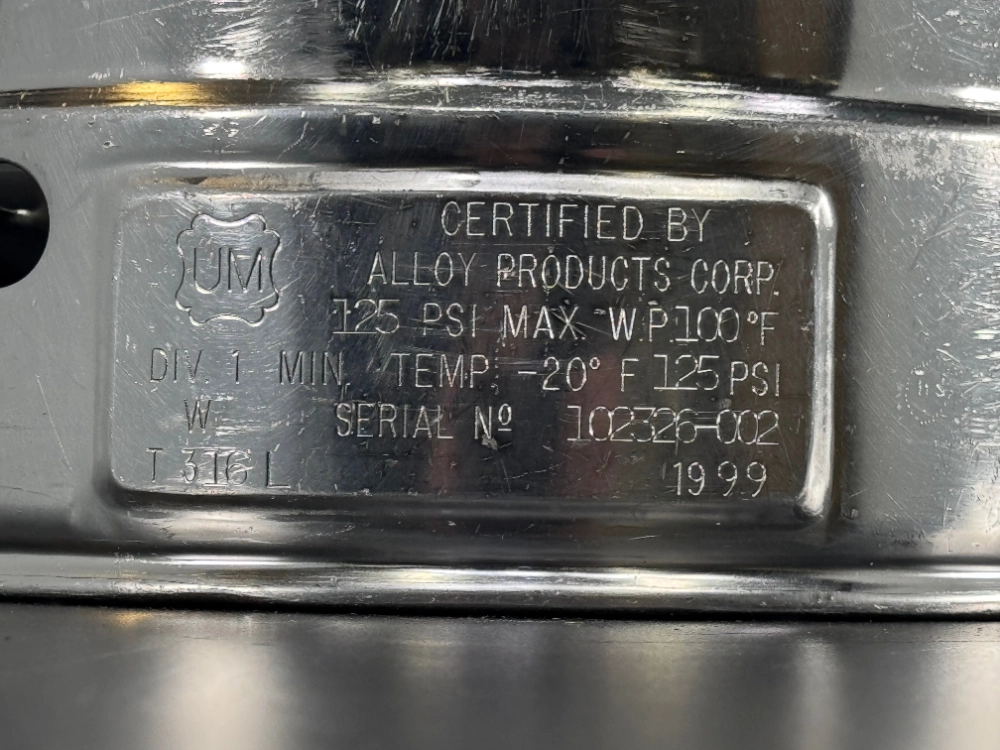 UM
CERTIFIED BY
ALLOY PRODUCTS CORP.
125 PSI MAX. W.P. 100°F
DIV. 1 MIN. TEMP. -20° F 125 PSI
W SERIAL Nº 102326-002
T 316 L 1999